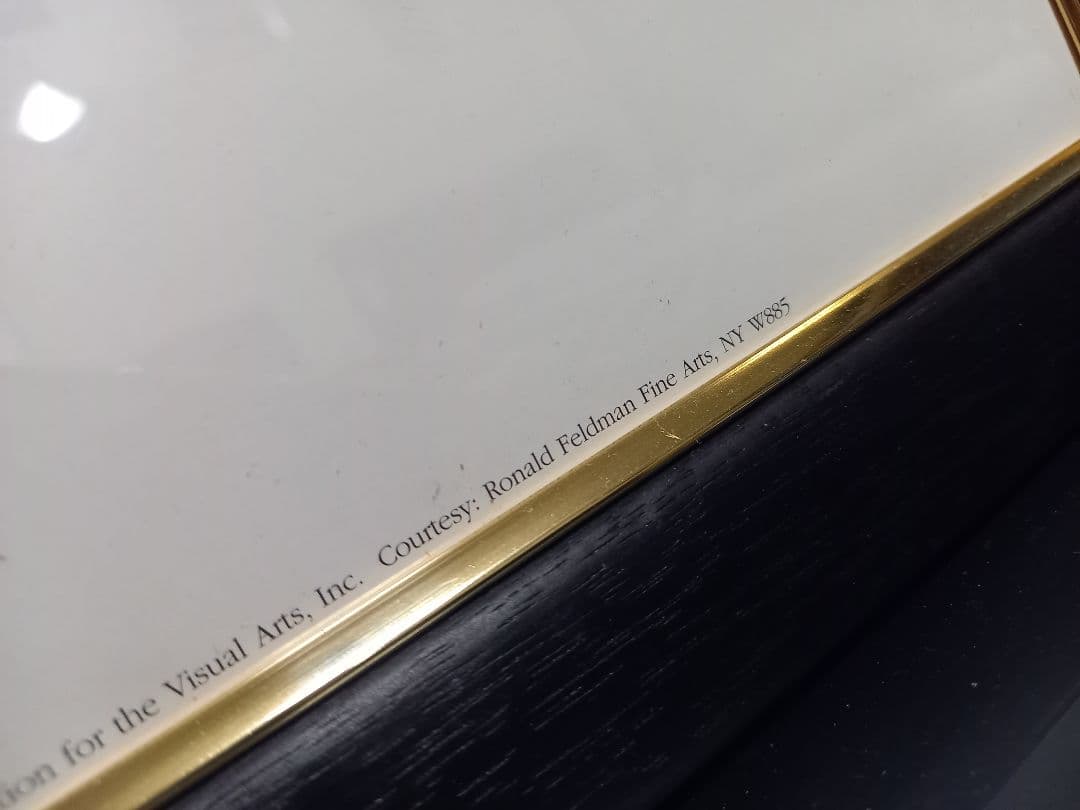 for the Visual Arts, Inc. Courtesy: Ronald Feldman Fine Arts, NY W885